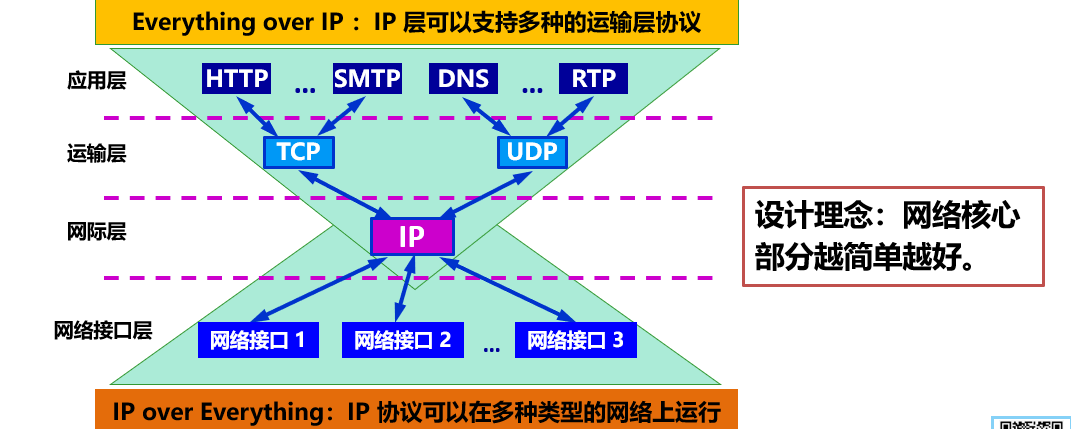 Everything over IP ：IP 层可以支持多种的运输层协议
应用层
HTTP ... SMTP DNS ... RTP
运输层
TCP UDP
网际层
IP
设计理念：网络核心
部分越简单越好。
网络接口层
网络接口 1 网络接口 2 ... 网络接口 3
IP over Everything：IP 协议可以在多种类型的网络上运行